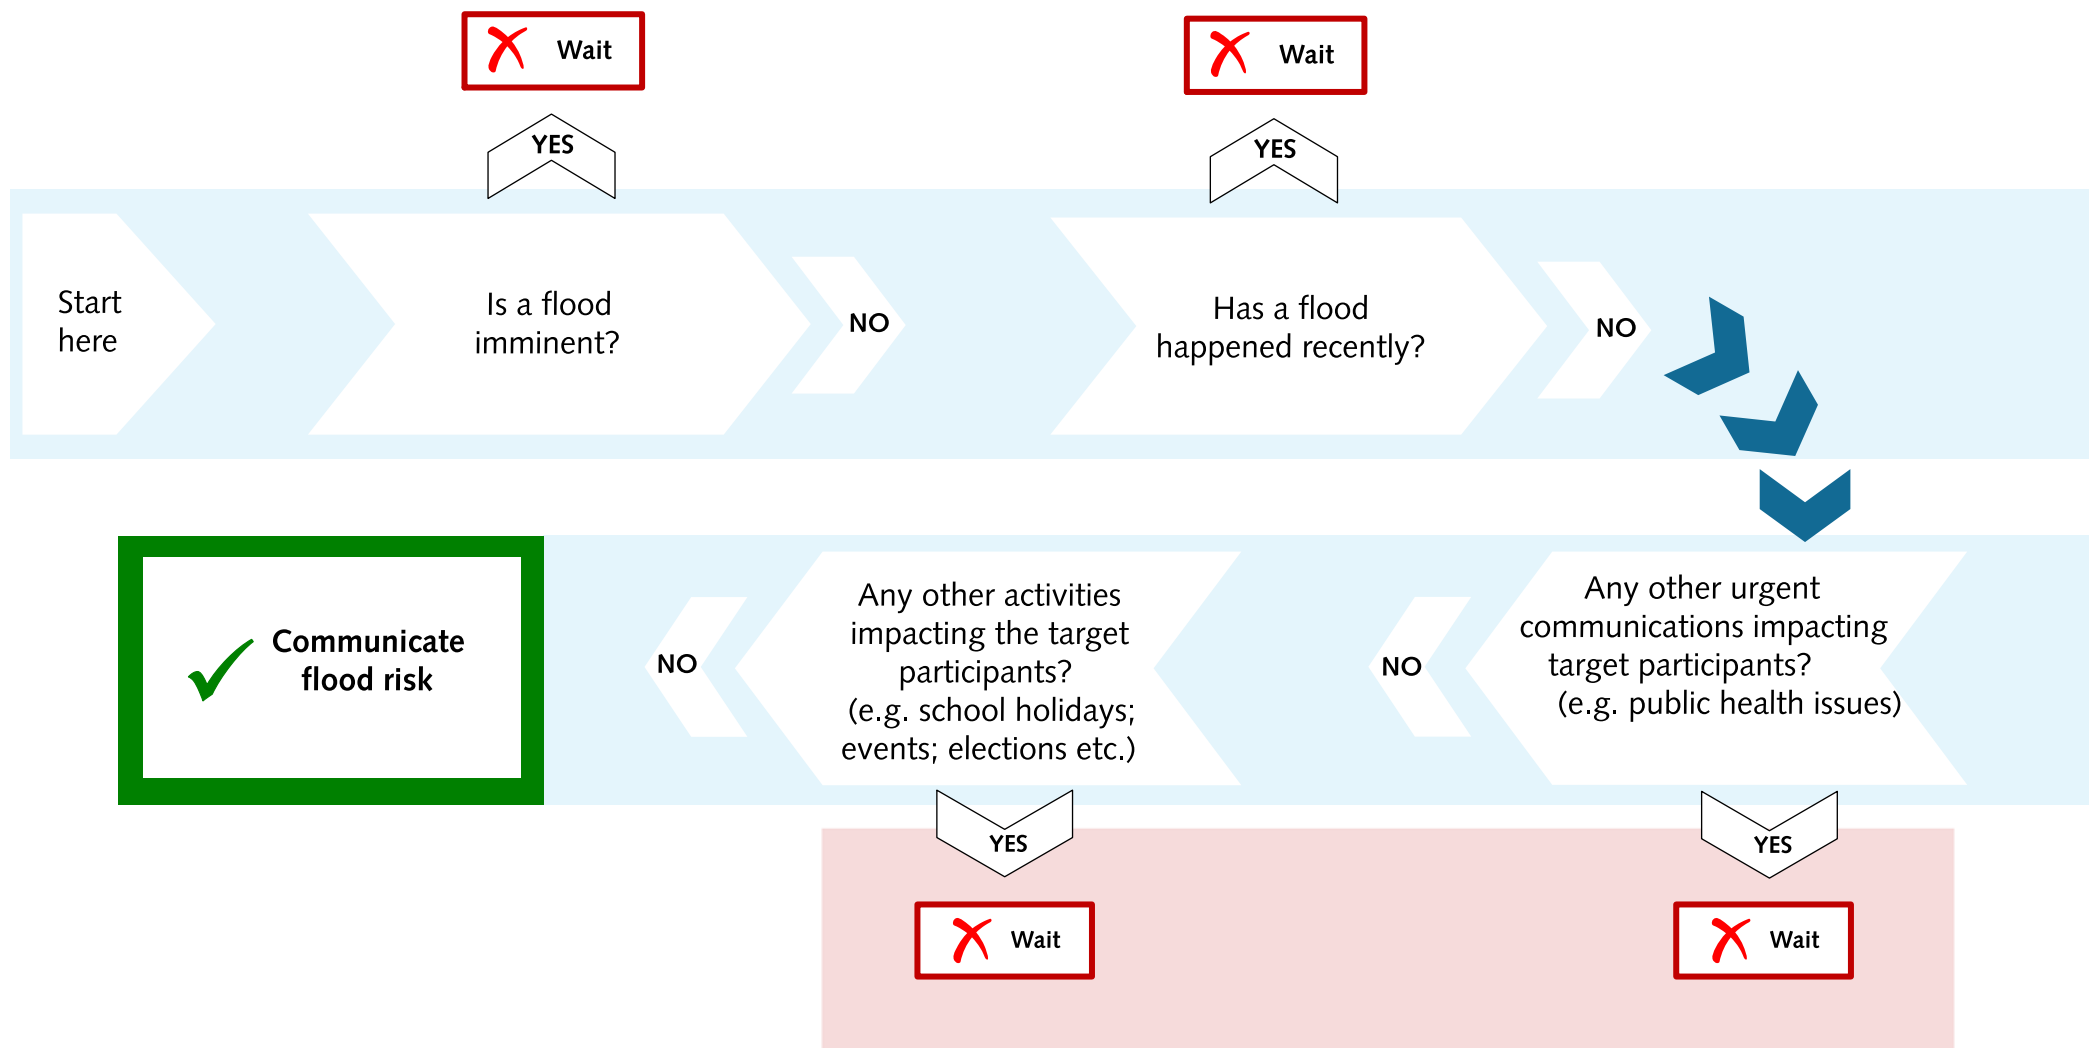 Wait
Wait
YES
YES
Start
here
Is a flood
imminent?
NO
Has a flood
happened recently?
NO
Any other urgent
communications impacting
target participants?
(e.g. public health issues)
NO
YES
Wait
Any other activities
impacting the target
participants?
(e.g. school holidays;
events; elections etc.)
NO
YES
Wait
Communicate
flood risk